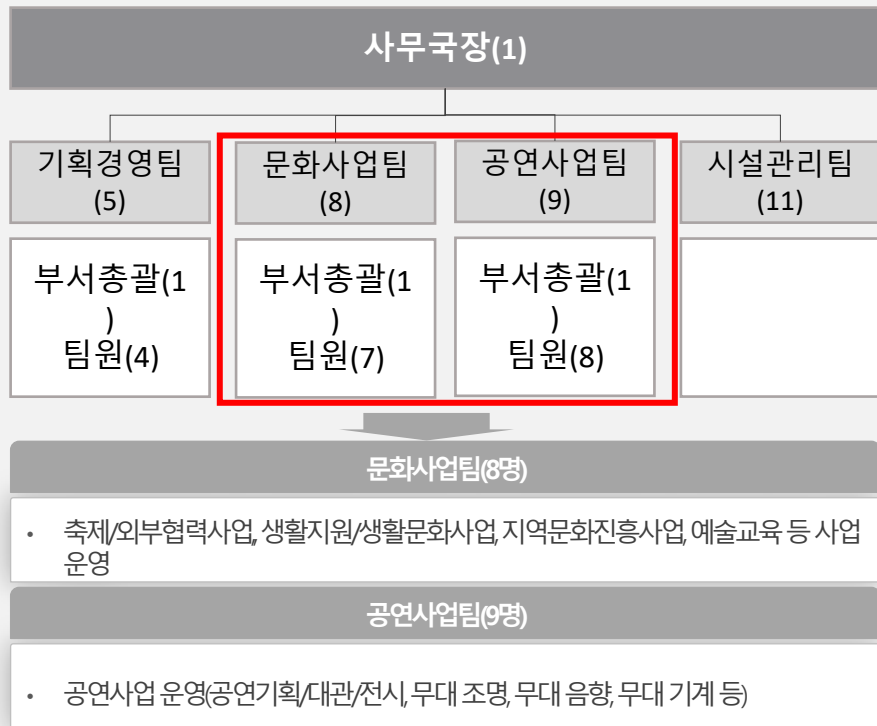 사무국장(1)
기획경영팀
(5)
문화사업팀
(8)
공연사업팀
(9)
시설관리팀
(11)
부서총괄(1
)
팀원(4)
부서총괄(1
)
팀원(7)
부서총괄(1
)
팀원(8)
문화사업팀(8명)
• 축제/외부협력사업,, 생활지원/생활문화사업, 지역문화진흥사업, 예술교육 등 사업
운영
공연사업팀(9명)
• 공연사업 운영(공연기획/대관/전시, 무대 조명, 무대 음향, 무대 기계 등)